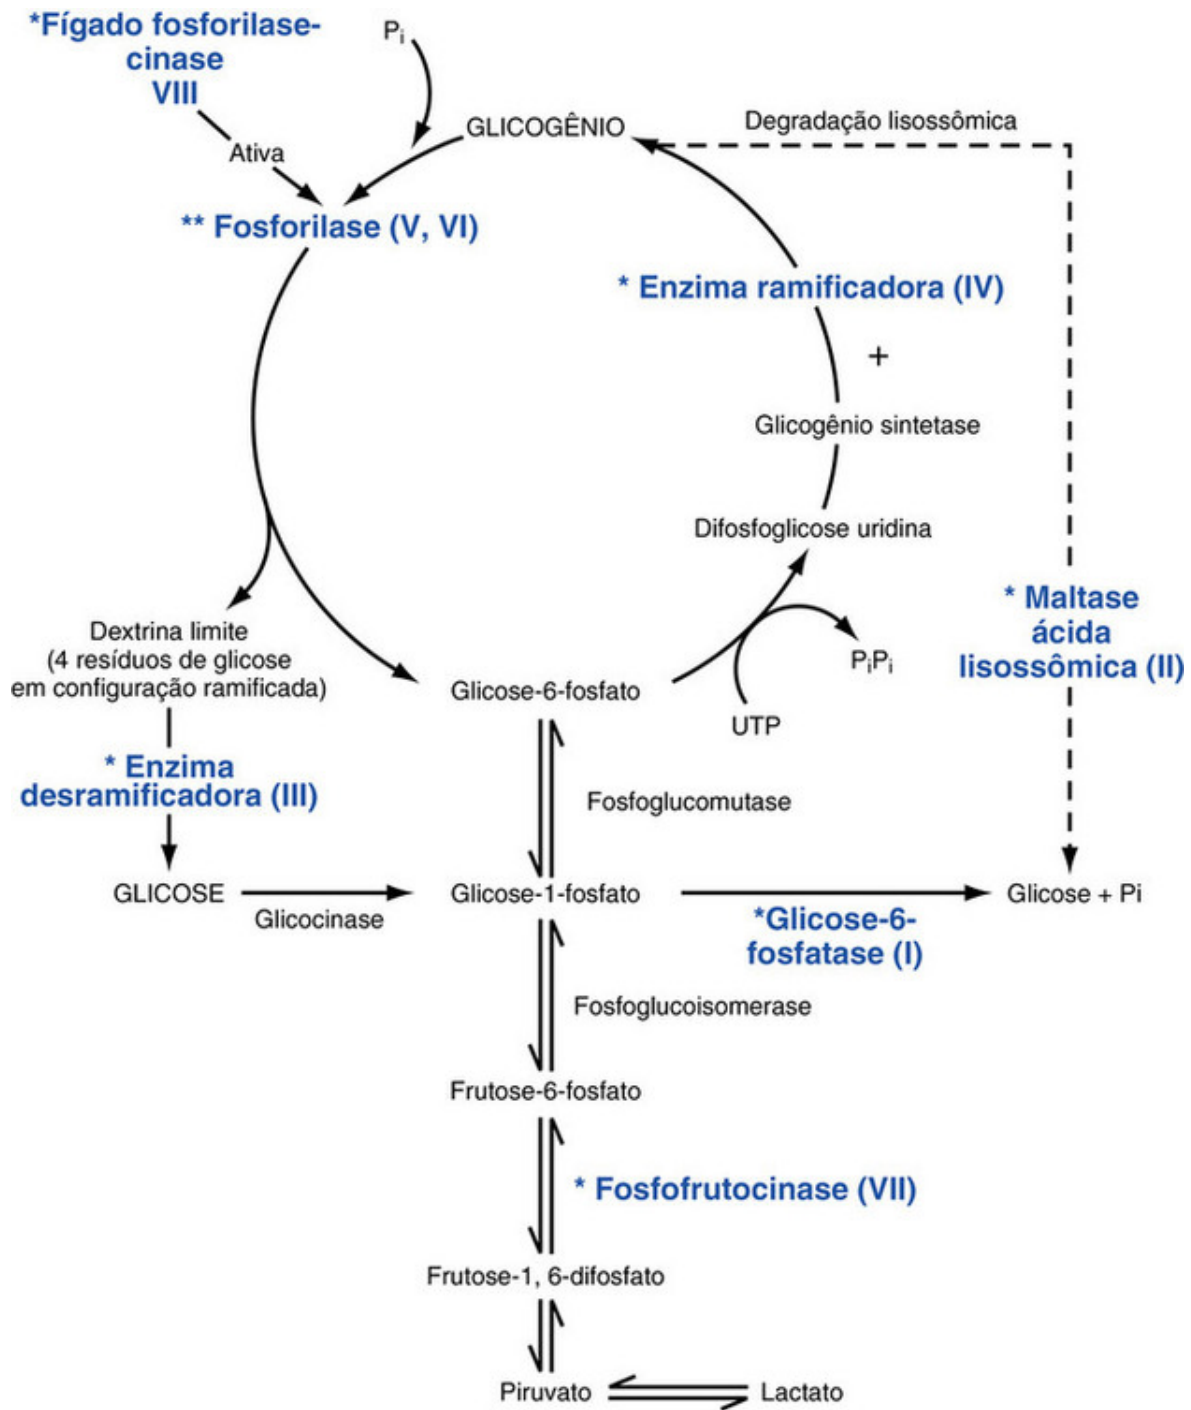 *Fígado fosforilase-
cinase
VIII
Pi
Ativa
GLICOGÊNIO
Degradação lisossômica
** Fosforilase (V, VI)
* Enzima ramificadora (IV)
+
Glicogênio sintetase
Difosfoglicose uridina
PiPi
UTP
* Maltase
ácida
lisossômica (II)
Dextrina limite
(4 resíduos de glicose
em configuração ramificada)
Glicose-6-fosfato
* Enzima
desramificadora (III)
Fosfoglucomutase
GLICOSE
Glicocinase
Glicose-1-fosfato
*Glicose-6-
fosfatase (I)
Glicose + Pi
Fosfoglucoisomerase
Frutose-6-fosfato
* Fosfofrutocinase (VII)
Frutose-1, 6-difosfato
Piruvato
Lactato